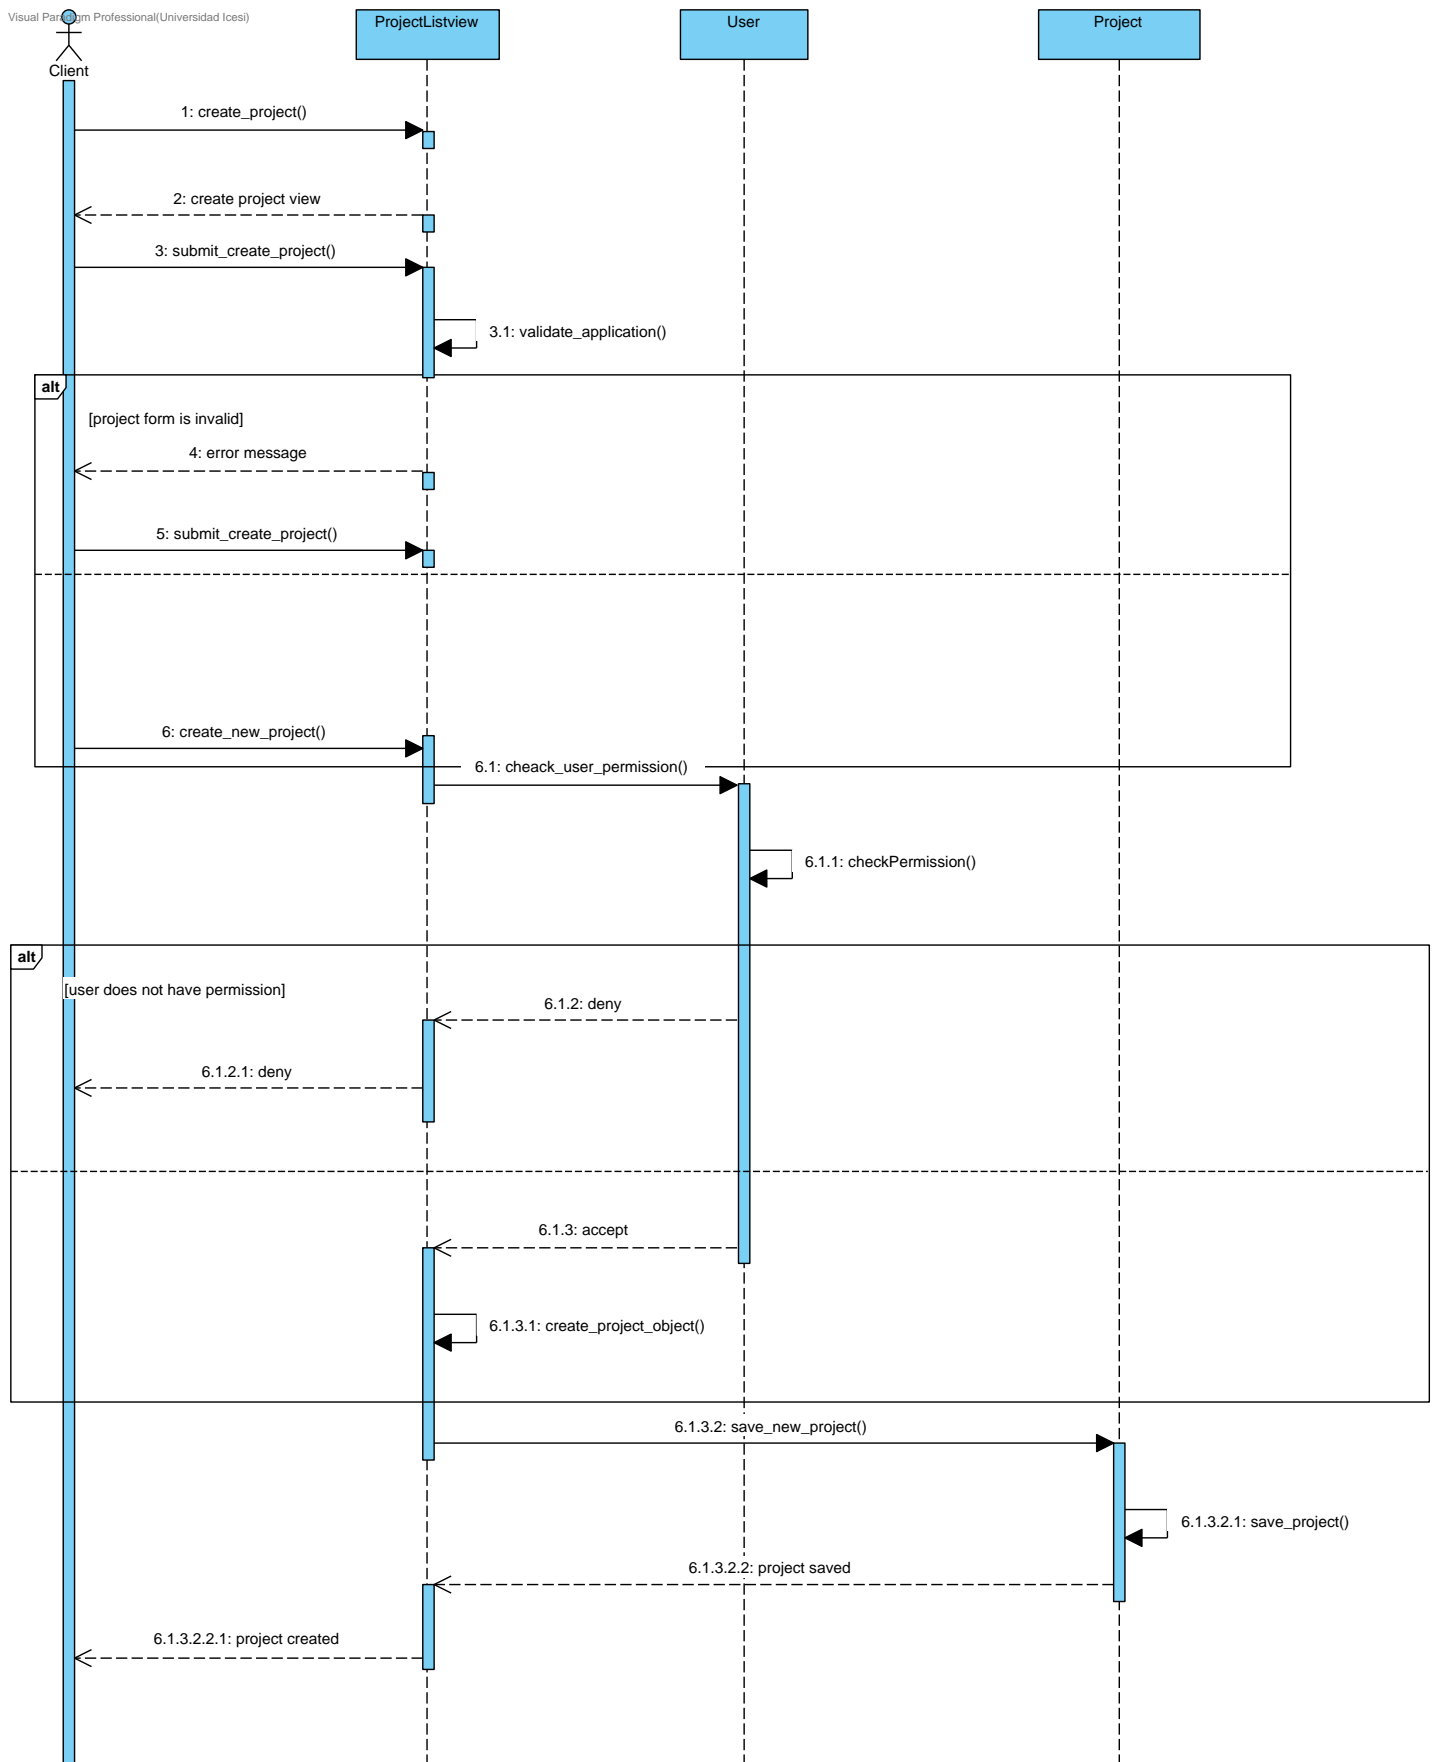 Visual Paradigm Professional(Universidad Icesi)
Client
ProjectListview
User
Project
1: create_project()
2: create project view
3: submit_create_project()
3.1: validate_application()
alt
[project form is invalid]
4: error message
5: submit_create_project()
6: create_new_project()
6.1: cheack_user_permission()
6.1.1: checkPermission()
alt
[user does not have permission]
6.1.2: deny
6.1.2.1: deny
6.1.3: accept
6.1.3.1: create_project_object()
6.1.3.2: save_new_project()
6.1.3.2.1: save_project()
6.1.3.2.2: project saved
6.1.3.2.2.1: project created